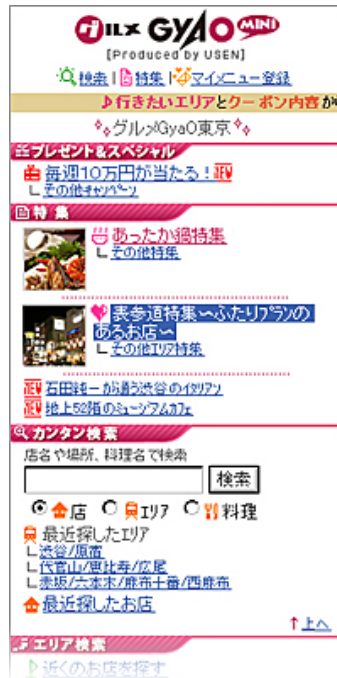 グルメ GYAO MINI
[Produced by USEN]
検索 | 特集 | マイメニュー登録
行きたいエリアとクーポン内容か
グルメGyaO東京
プレゼント&スペシャル
毎週10万円が当たる!NEW
┗その他キャンペーン
特集
あったか鍋特集
┗その他特集
表参道特集〜ふたりプランの
あるお店〜
┗その他エリア特集
NEW 石田純一から通う渋谷のイタリアン
NEW 地上52階のミュージアムカフェ
カンタン検索
店名や場所、料理名で検索
検索
店 エリア 料理
最近探したエリア
┗渋谷/原宿
┗代官山/恵比寿/広尾
┗赤坂/六本木/麻布十番/西麻布
最近探したお店
↑上へ
エリア検索
近くのお店を探す